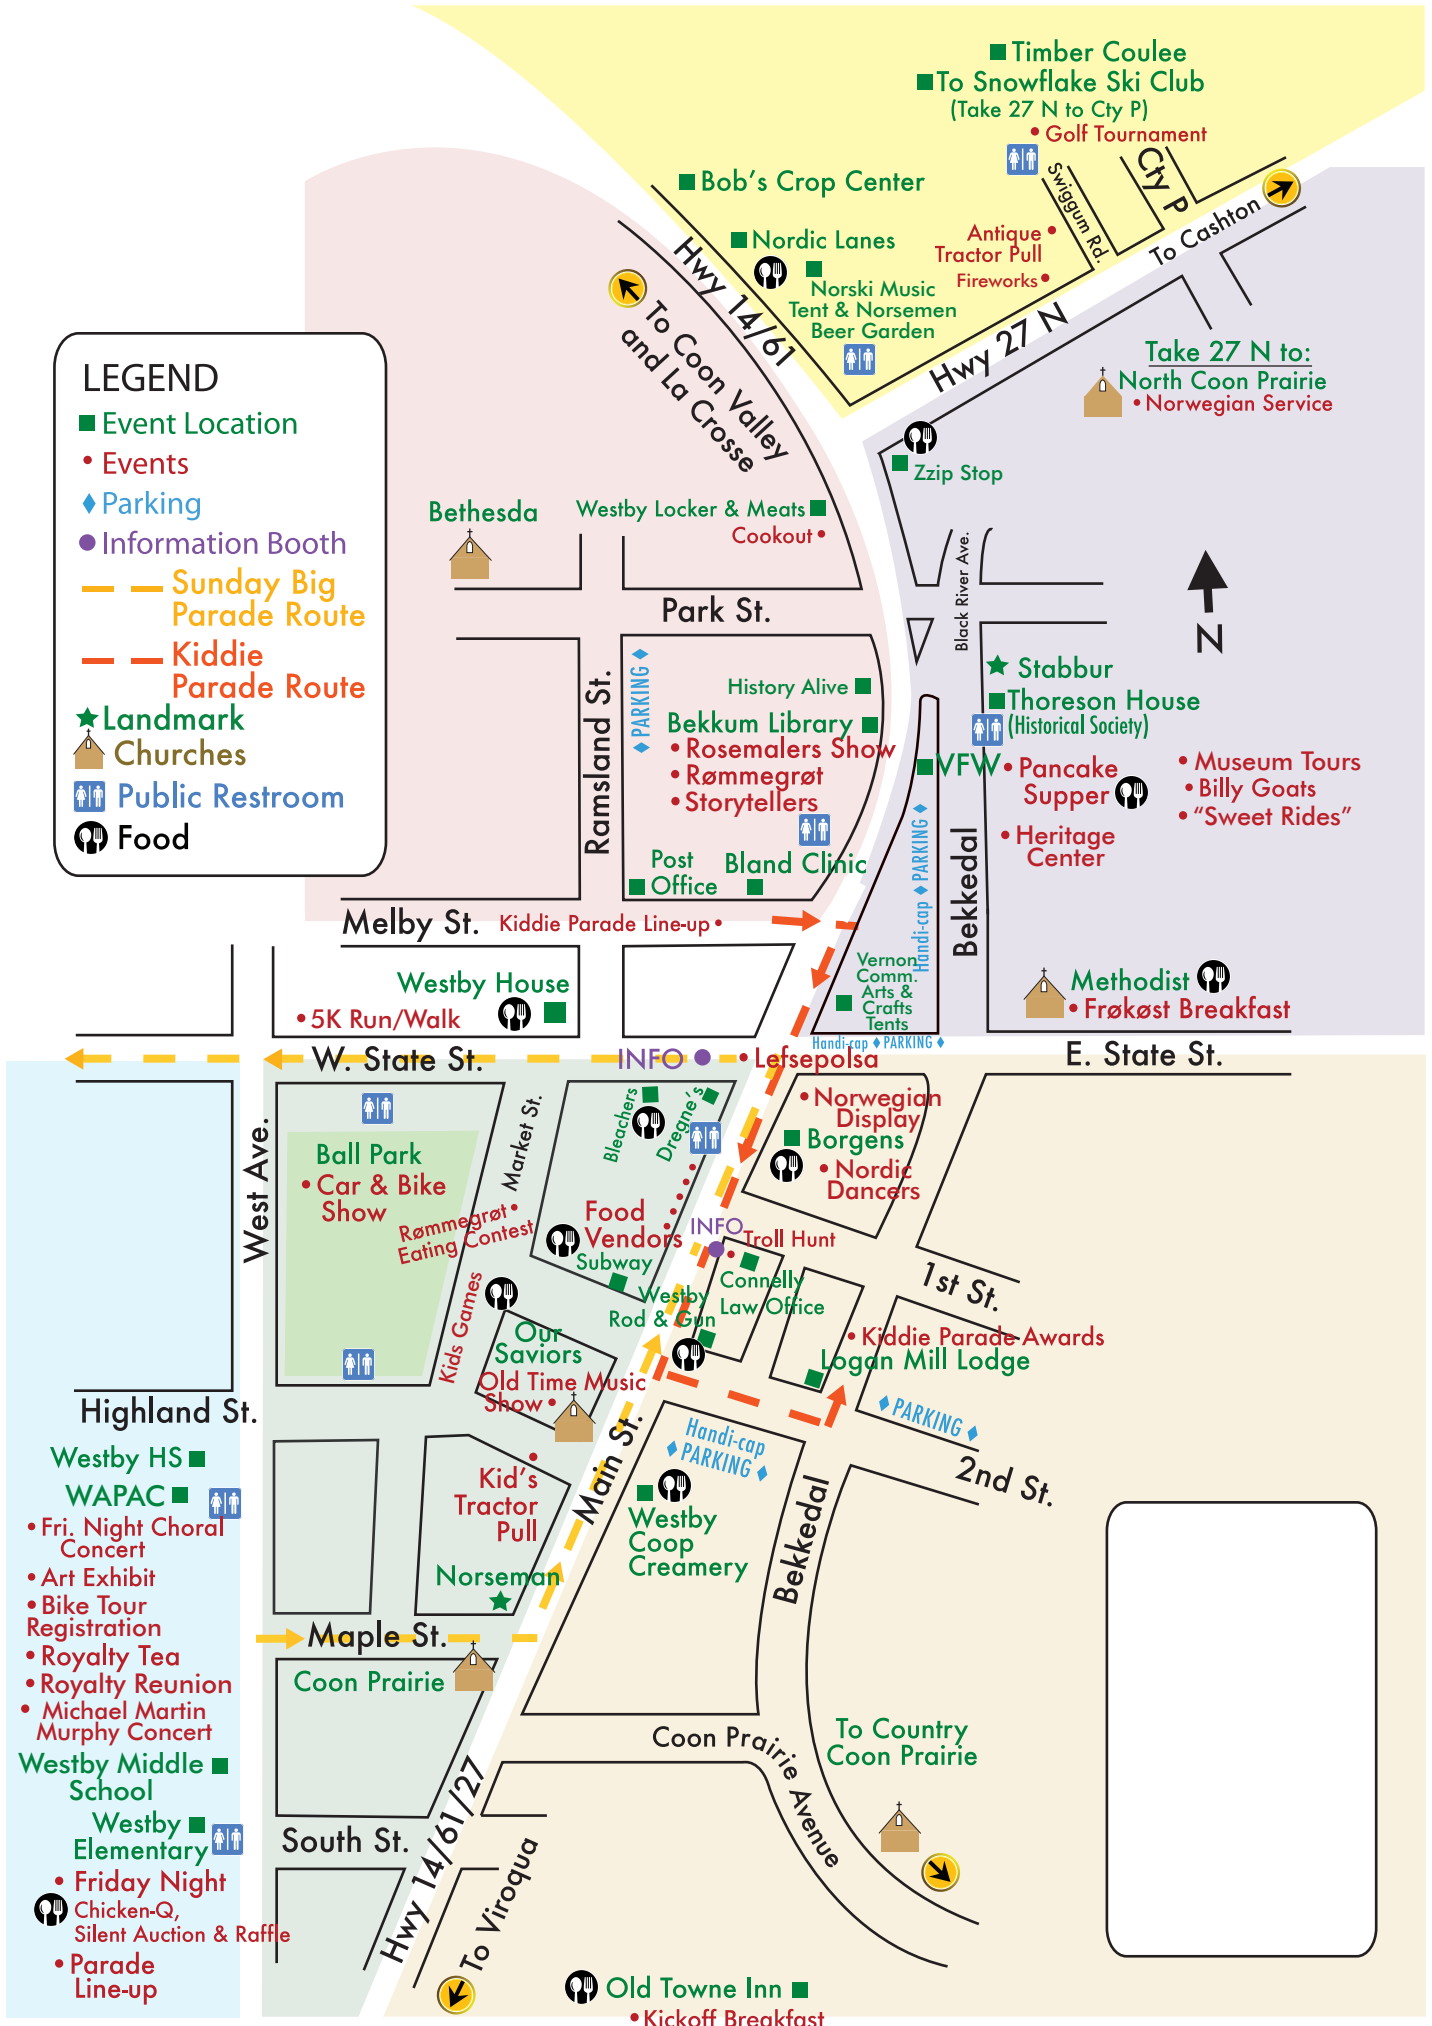 Timber Coulee
To Snowflake Ski Club
(Take 27 N to Cty P)
Golf Tournament
Swiggum Rd.
Cty P
To Cashton
Bob's Crop Center
Nordic Lanes
Antique
Tractor Pull
Fireworks
Norski Music
Tent & Norsemen
Beer Garden
Hwy 14/61
Hwy 27 N
To Coon Valley
and La Crosse
Take 27 N to:
North Coon Prairie
Norwegian Service
LEGEND
Event Location
Events
Parking
Information Booth
Sunday Big
Parade Route
Kiddie
Parade Route
Landmark
Churches
Public Restroom
Food
Zzip Stop
Bethesda
Westby Locker & Meats
Cookout
Park St.
Black River Ave.
N
Ramsland St.
PARKING
History Alive
Bekkum Library
Rosemalers Show
Rømmegrøt
Storytellers
Post
Office
Bland Clinic
Stabbur
Thoreson House
(Historical Society)
VFW
Pancake
Supper
Heritage
Center
Museum Tours
Billy Goats
"Sweet Rides"
Handi-cap PARKING
Bekkedal
Melby St.
Kiddie Parade Line-up
Westby House
5K Run/Walk
Vernon
Comm.
Arts &
Crafts
Tents
Handi-cap PARKING
Methodist
Frøkøst Breakfast
W. State St.
INFO
Lefsepolsa
E. State St.
West Ave.
Ball Park
Car & Bike
Show
Market St.
Rømmegrøt
Eating Contest
Kids Games
Bleachers
Dregne's
Food
Vendors
Subway
Norwegian
Display
Borgens
Nordic
Dancers
INFO
Troll Hunt
Connelly
Law Office
Westby
Rod & Gun
1st St.
Kiddie Parade Awards
Logan Mill Lodge
PARKING
2nd St.
Our
Saviors
Old Time Music
Show
Highland St.
Main St.
Handi-cap
PARKING
Westby HS
WAPAC
Fri. Night Choral
Concert
Art Exhibit
Bike Tour
Registration
Royalty Tea
Royalty Reunion
Michael Martin
Murphy Concert
Westby Middle
School
Westby
Elementary
Friday Night
Chicken-Q,
Silent Auction & Raffle
Parade
Line-up
Kid's
Tractor
Pull
Norseman
Westby
Coop
Creamery
Bekkedal
Maple St.
Coon Prairie
Coon Prairie Avenue
To Country
Coon Prairie
South St.
Hwy 14/61/27
To Viroqua
Old Towne Inn
Kickoff Breakfast